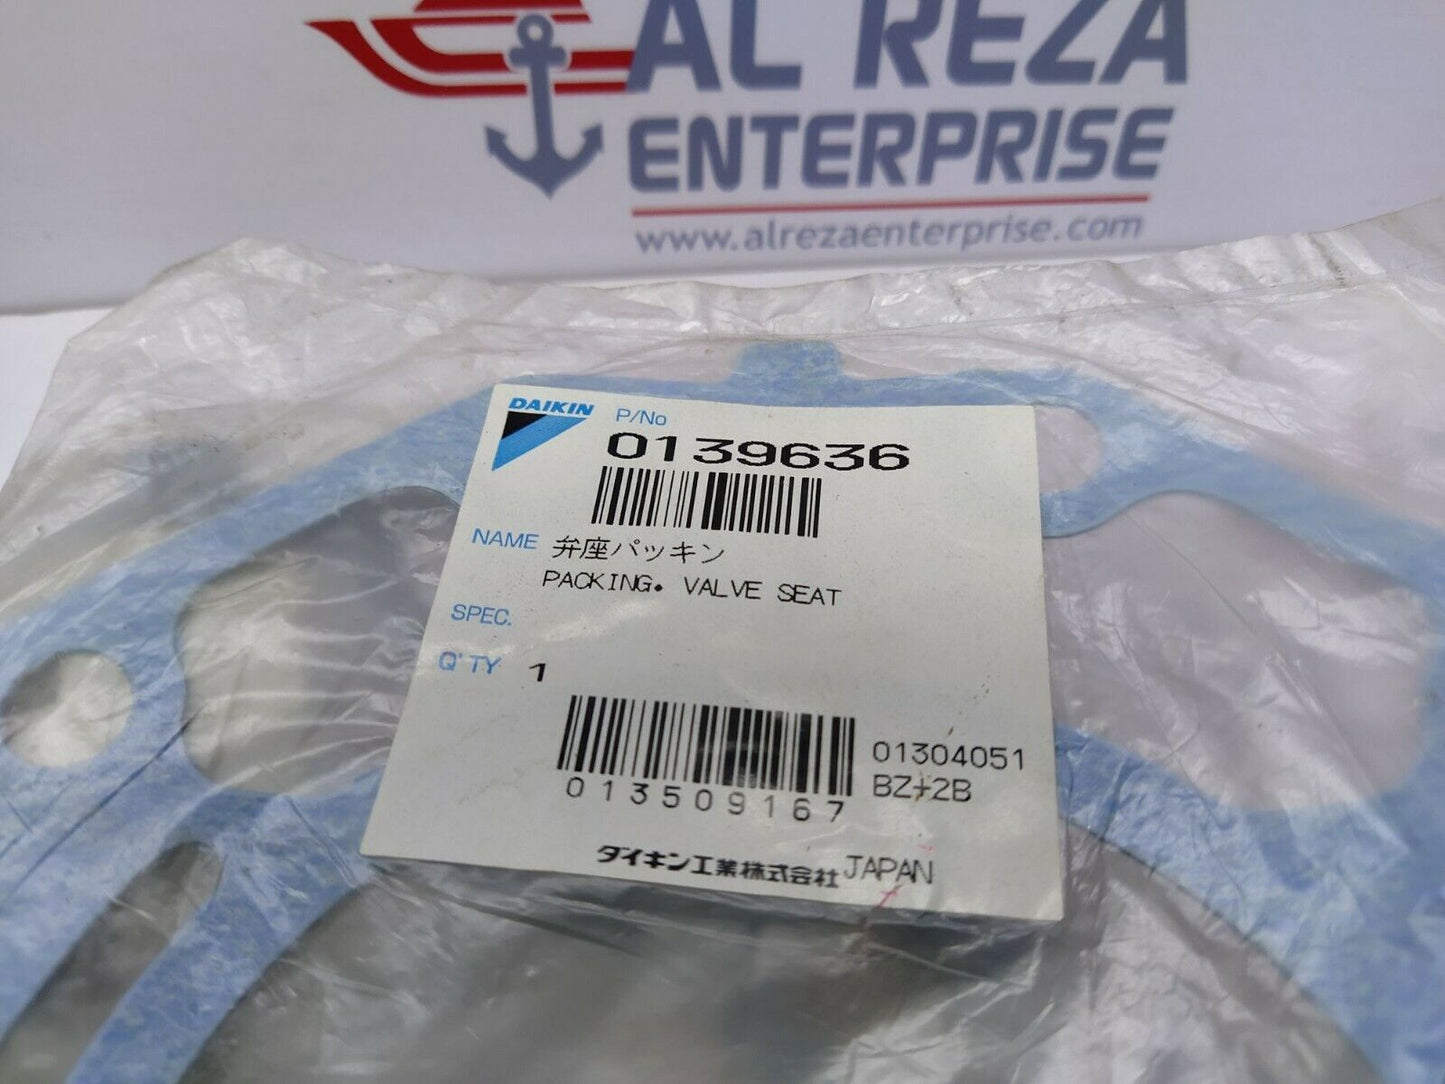 AL REZA
ENTERPRISE
www.alrezaenterprise.com
DAIKIN
P/No
0139636
NAME 弁座パッキン
PACKING. VALVE SEAT
SPEC.
Q'TY 1
01304051
BZ+2B
013509167
ダイキン工業株式会社 JAPAN